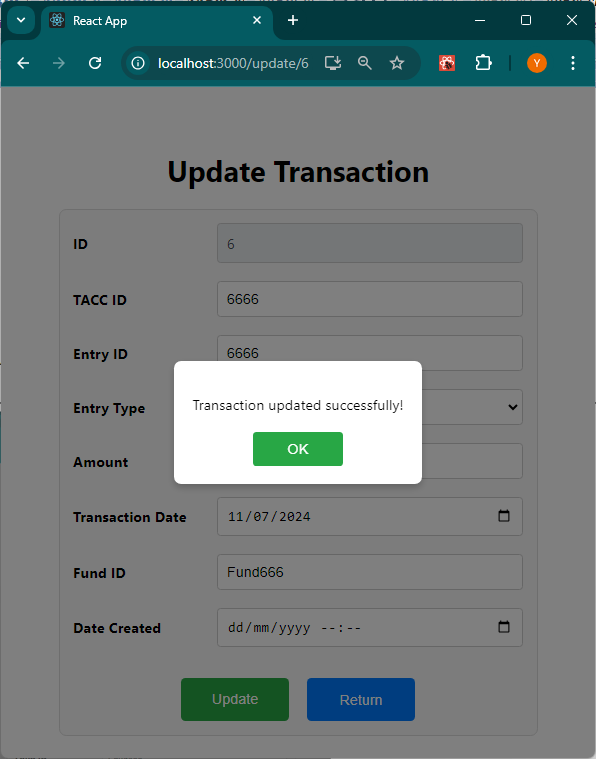 React App
localhost:3000/update/6
Y
Update Transaction
ID
6
TACC ID
6666
Entry ID
6666
Transaction updated successfully!
Entry Type
OK
Amount
Transaction Date
11/07/2024
Fund ID
Fund666
Date Created
dd/mm/yyyy --:--
Update
Return